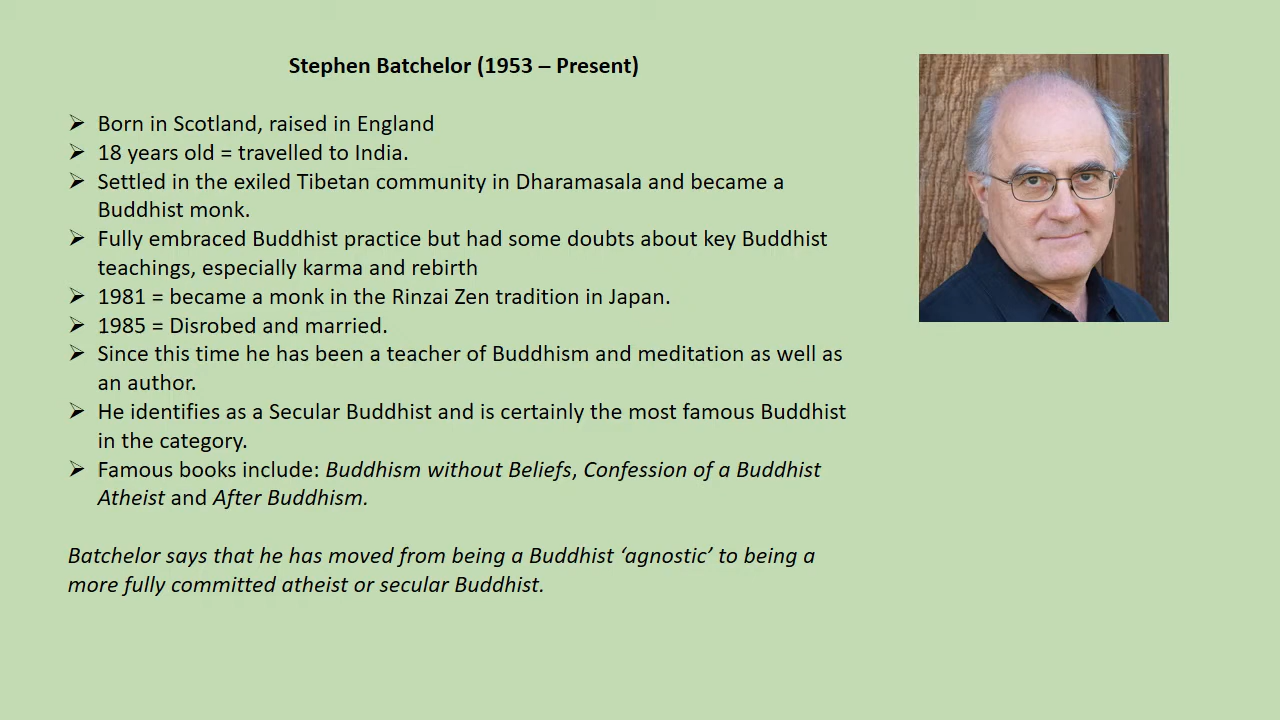 Stephen Batchelor (1953 – Present)
➢ Born in Scotland, raised in England
➢ 18 years old = travelled to India.
➢ Settled in the exiled Tibetan community in Dharamasala and became a
Buddhist monk.
➢ Fully embraced Buddhist practice but had some doubts about key Buddhist
teachings, especially karma and rebirth
➢ 1981 = became a monk in the Rinzai Zen tradition in Japan.
➢ 1985 = Disrobed and married.
➢ Since this time he has been a teacher of Buddhism and meditation as well as
an author.
➢ He identifies as a Secular Buddhist and is certainly the most famous Buddhist
in the category.
➢ Famous books include: Buddhism without Beliefs, Confession of a Buddhist
Atheist and After Buddhism.
Batchelor says that he has moved from being a Buddhist ‘agnostic’ to being a
more fully committed atheist or secular Buddhist.